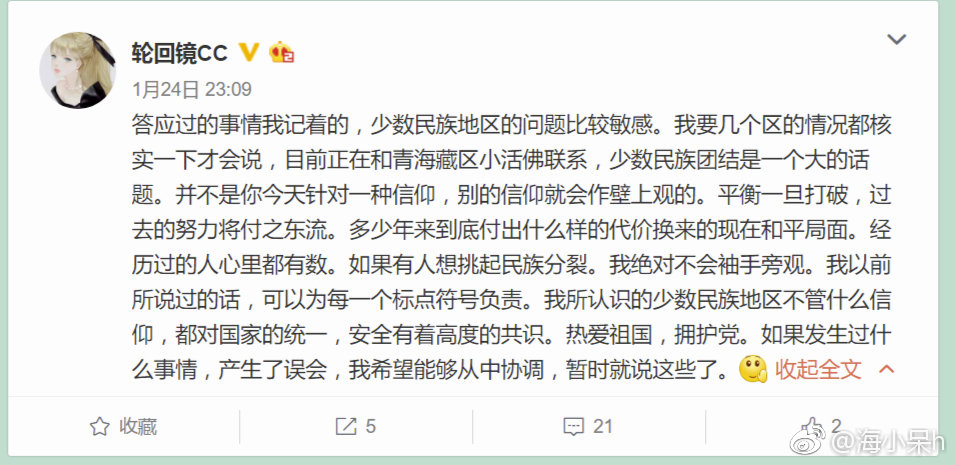 轮回镜CC
1月24日 23:09
答应过的事情我记着的，少数民族地区的问题比较敏感。我要几个区的情况都核
实一下才会说，目前正在和青海藏区小活佛联系，少数民族团结是一个大的话
题。并不是你今天针对一种信仰，别的信仰就会作壁上观的。平衡一旦打破，过
去的努力将付之东流。多少年来到底付出什么样的代价换来的现在和平局面。经
历过的人心里都有数。如果有人想挑起民族分裂。我绝对不会袖手旁观。我以前
所说过的话，可以为每一个标点符号负责。我所认识的少数民族地区不管什么信
仰，都对国家的统一，安全有着高度的共识。热爱祖国，拥护党。如果发生过什
么事情，产生了误会，我希望能够从中协调，暂时就说这些了。 收起全文
收藏 5 21 2
@海小呆h